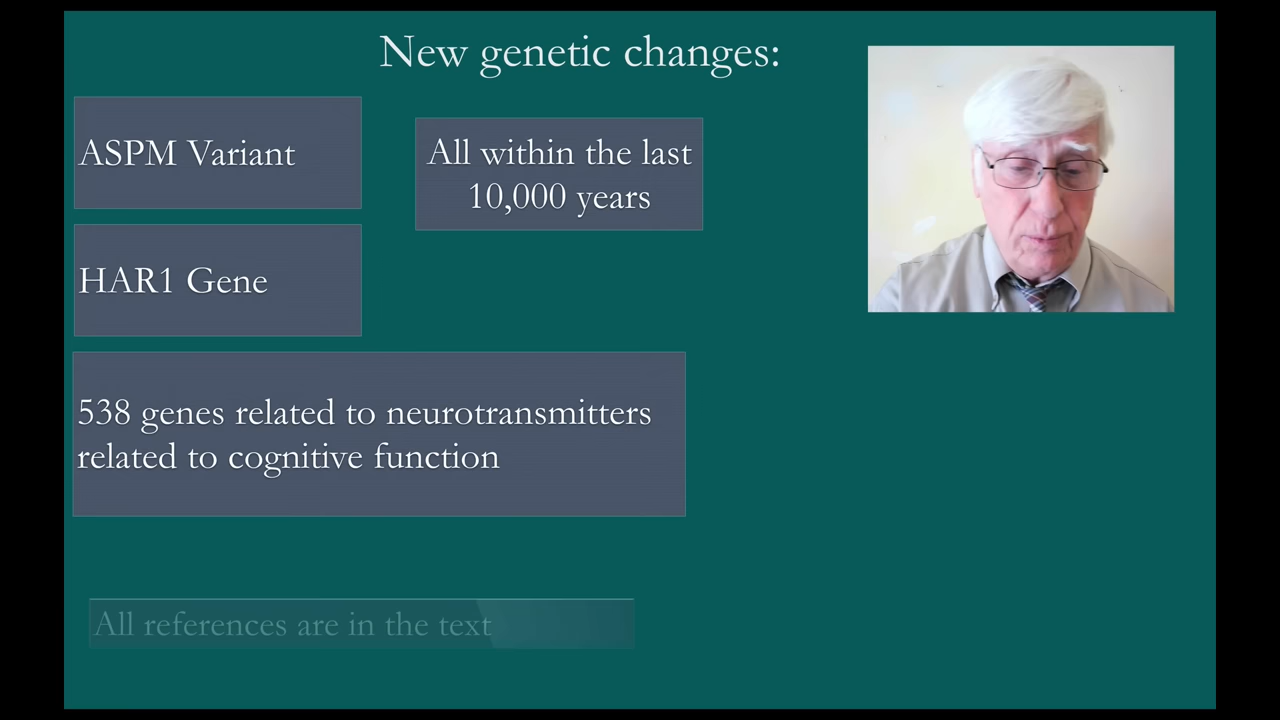 New genetic changes:
ASPM Variant
All within the last
10,000 years
HAR1 Gene
538 genes related to neurotransmitters
related to cognitive function
All references are in the text